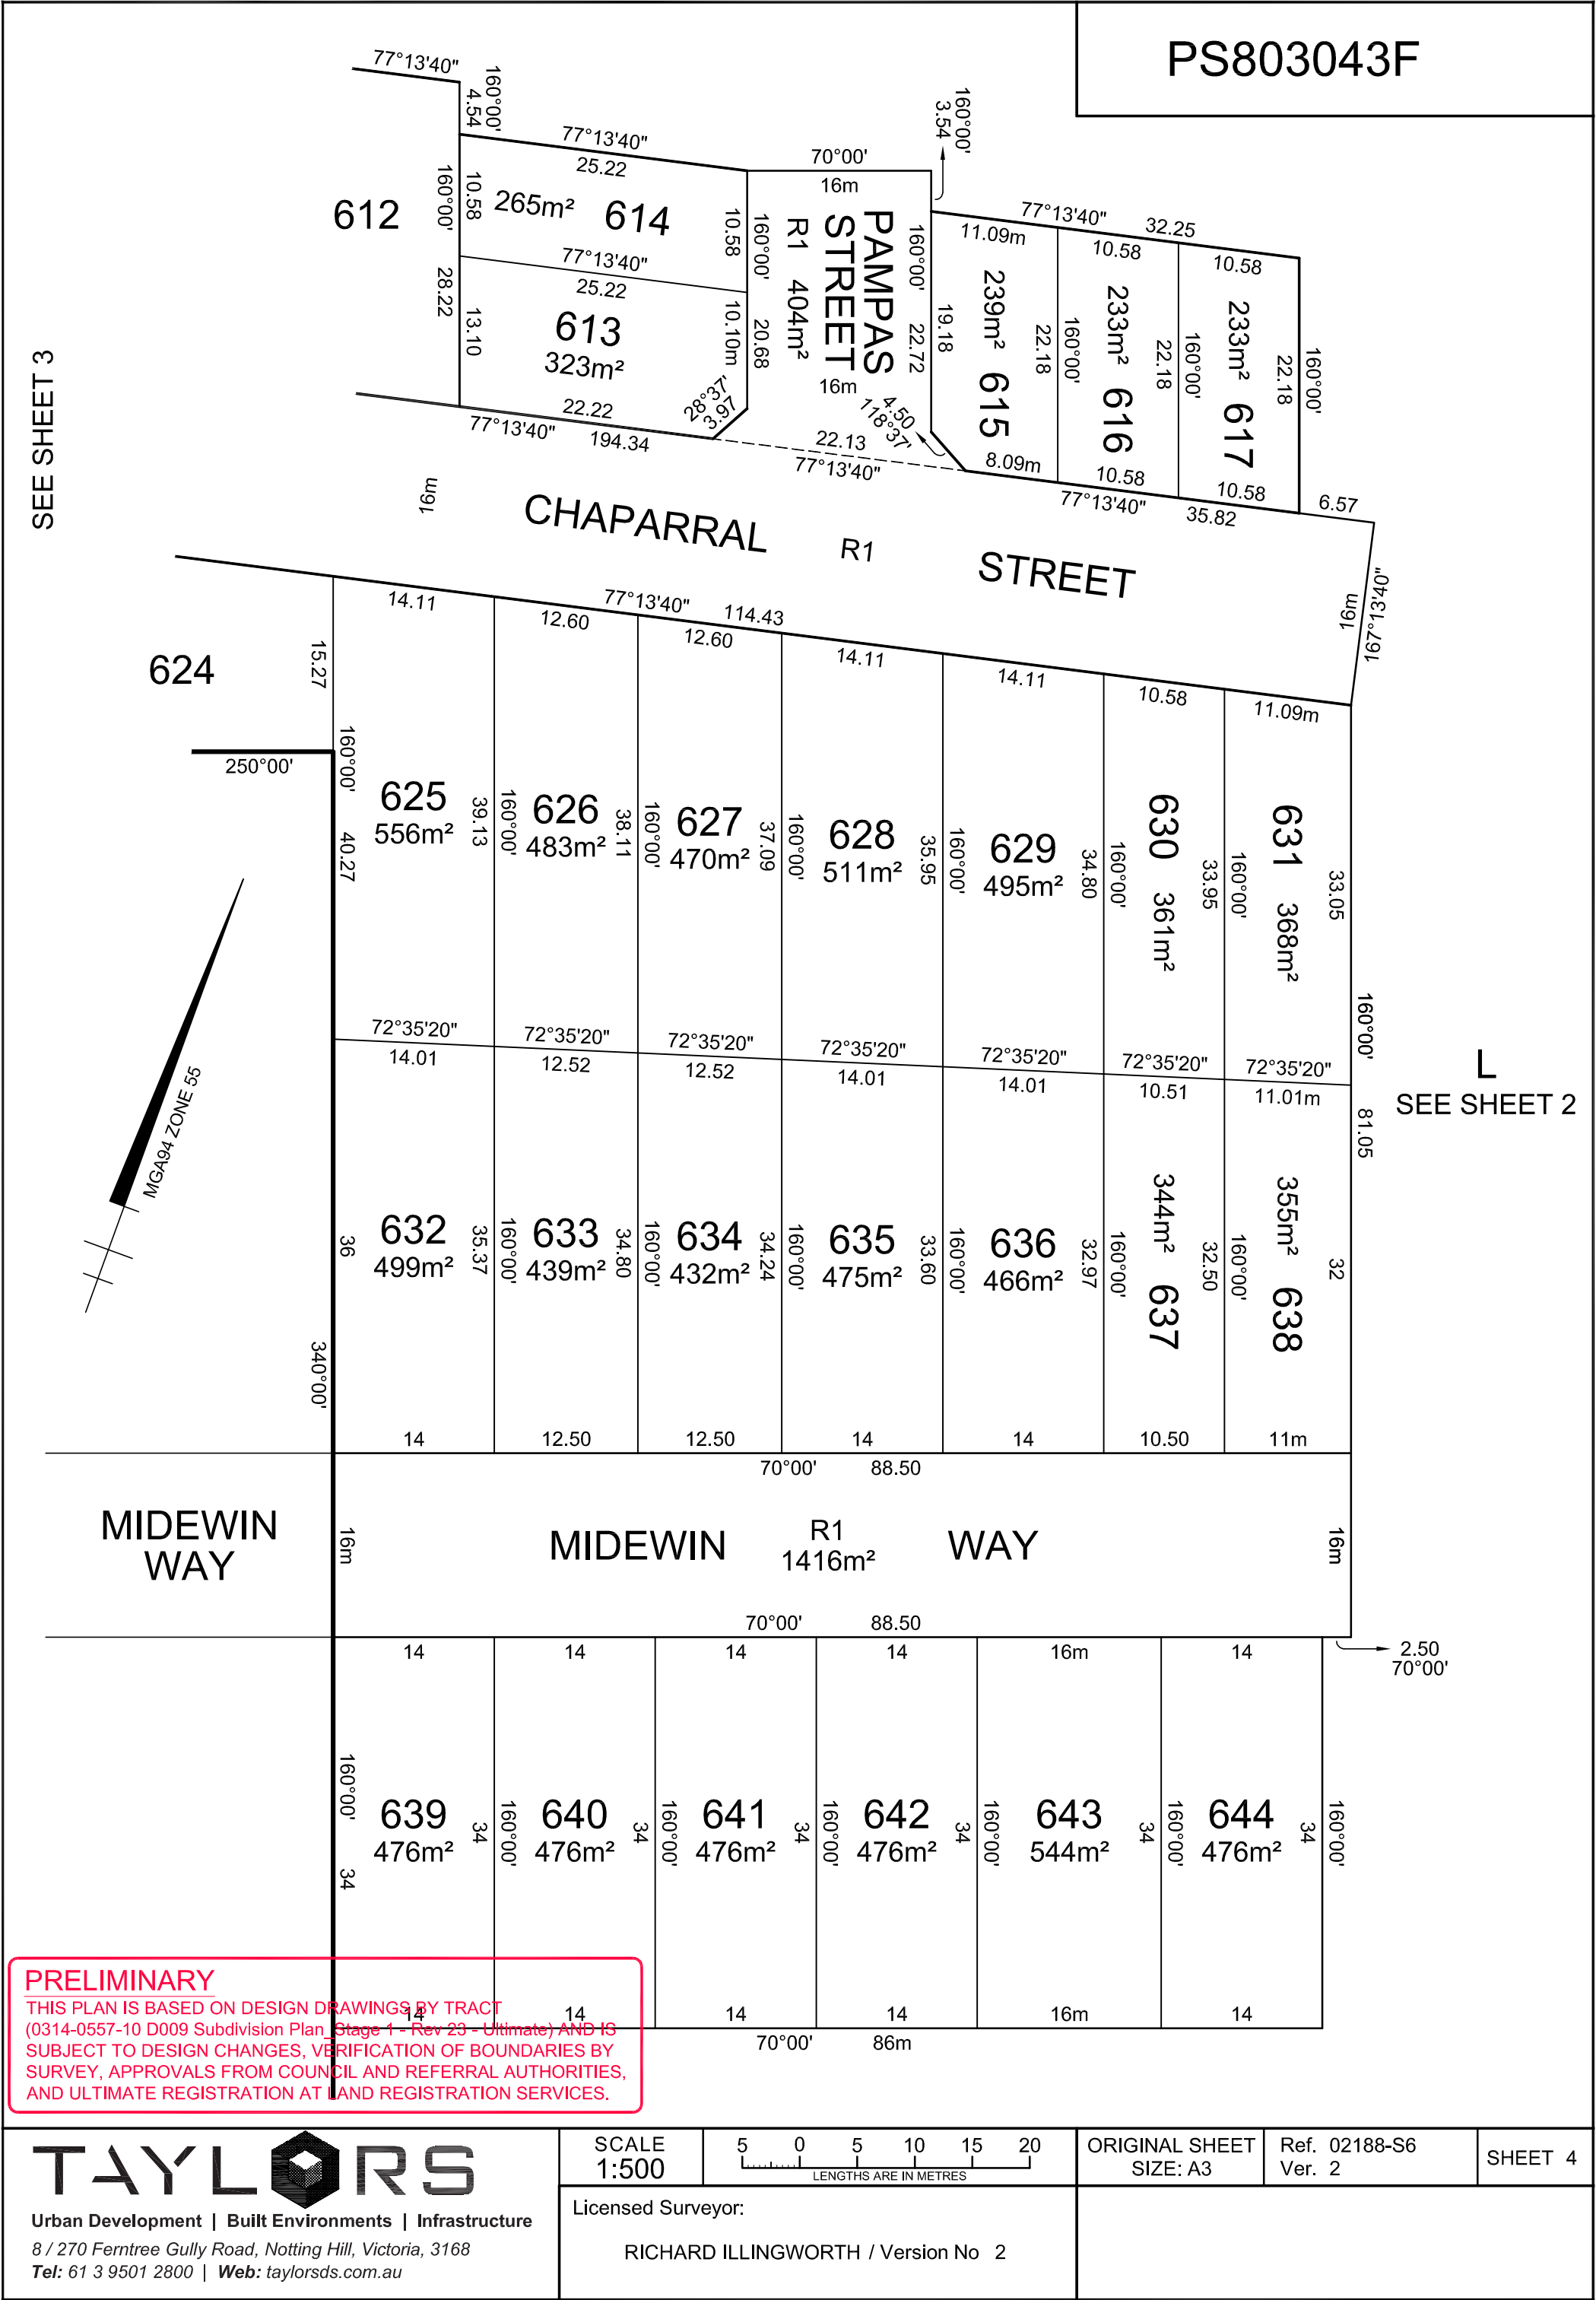 PS803043F
77°13'40"
160°00'
4.54
77°13'40"
25.22
70°00'
16m
160°00'
3.54
612
160°00'
10.58
265m² 614
10.58
160°00'
PAMPAS
STREET
R1 404m²
160°00'
22.72
77°13'40" 32.25
11.09m
10.58
10.58
77°13'40"
25.22
28.22
13.10
613
323m²
10.10m
20.68
16m
19.18
239m² 615
22.18
160°00'
233m² 616
22.18
160°00'
233m² 617
22.18
160°00'
SEE SHEET 3
22.22
28°37'
3.97
4.50
118°37'
77°13'40" 194.34
22.13
77°13'40"
8.09m
10.58
10.58
6.57
77°13'40" 35.82
16m
CHAPARRAL R1 STREET
16m
167°13'40"
77°13'40" 114.43
14.11
12.60
12.60
14.11
14.11
10.58
11.09m
624
15.27
250°00'
160°00'
40.27
625
556m²
39.13
160°00'
626
483m²
38.11
160°00'
627
470m²
37.09
160°00'
628
511m²
35.95
160°00'
629
495m²
34.80
160°00'
630 361m²
33.95
160°00'
631 368m²
33.05
160°00'
81.05
L
SEE SHEET 2
72°35'20"
14.01
72°35'20"
12.52
72°35'20"
12.52
72°35'20"
14.01
72°35'20"
14.01
72°35'20"
10.51
72°35'20"
11.01m
MGA94 ZONE 55
36
632
499m²
35.37
160°00'
633
439m²
34.80
160°00'
634
432m²
34.24
160°00'
635
475m²
33.60
160°00'
636
466m²
32.97
160°00'
344m² 637
32.50
160°00'
355m² 638
32
340°00'
14
12.50
12.50
14
14
10.50
11m
70°00' 88.50
MIDEWIN
WAY
16m
MIDEWIN
R1
1416m²
WAY
16m
70°00' 88.50
14
14
14
14
16m
14
2.50
70°00'
160°00'
34
639
476m²
34
160°00'
640
476m²
34
160°00'
641
476m²
34
160°00'
642
476m²
34
160°00'
643
544m²
34
160°00'
644
476m²
34
160°00'
14
14
14
14
16m
14
70°00' 86m
PRELIMINARY
THIS PLAN IS BASED ON DESIGN DRAWINGS BY TRACT
(0314-0557-10 D009 Subdivision Plan_Stage 1 - Rev 23 - Ultimate) AND IS
SUBJECT TO DESIGN CHANGES, VERIFICATION OF BOUNDARIES BY
SURVEY, APPROVALS FROM COUNCIL AND REFERRAL AUTHORITIES,
AND ULTIMATE REGISTRATION AT LAND REGISTRATION SERVICES.
TAYLORS
Urban Development | Built Environments | Infrastructure
8 / 270 Ferntree Gully Road, Notting Hill, Victoria, 3168
Tel: 61 3 9501 2800 | Web: taylorsds.com.au
SCALE
1:500
5 0 5 10 15 20
LENGTHS ARE IN METRES
ORIGINAL SHEET
SIZE: A3
Ref. 02188-S6
Ver. 2
SHEET 4
Licensed Surveyor:
RICHARD ILLINGWORTH / Version No 2